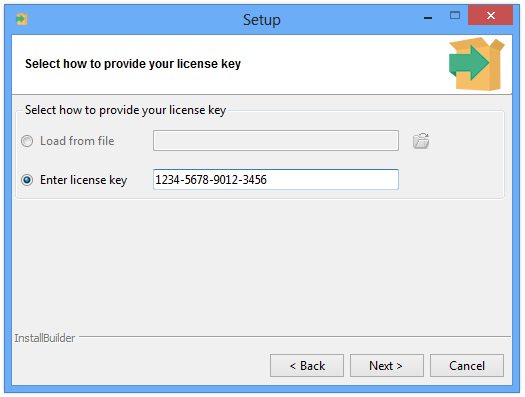 Setup
Select how to provide your license key
Select how to provide your license key
Load from file
Enter license key 1234-5678-9012-3456
InstallBuilder
< Back Next > Cancel